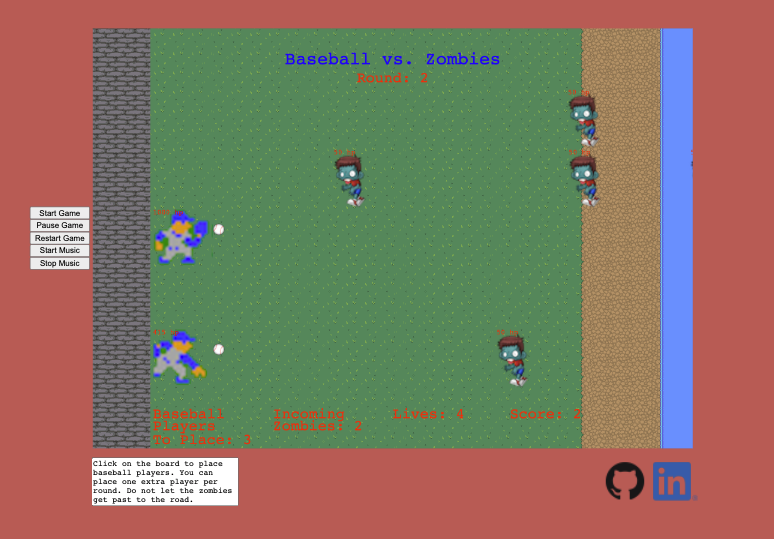 Baseball vs. Zombies
Round: 2
Start Game
Pause Game
Restart Game
Start Music
Stop Music
Baseball Players To Place: 3
Incoming Zombies: 2
Lives: 4
Score: 2
Click on the board to place
baseball players. You can
place one extra player per
round. Do not let the zombies
get past to the road.
in